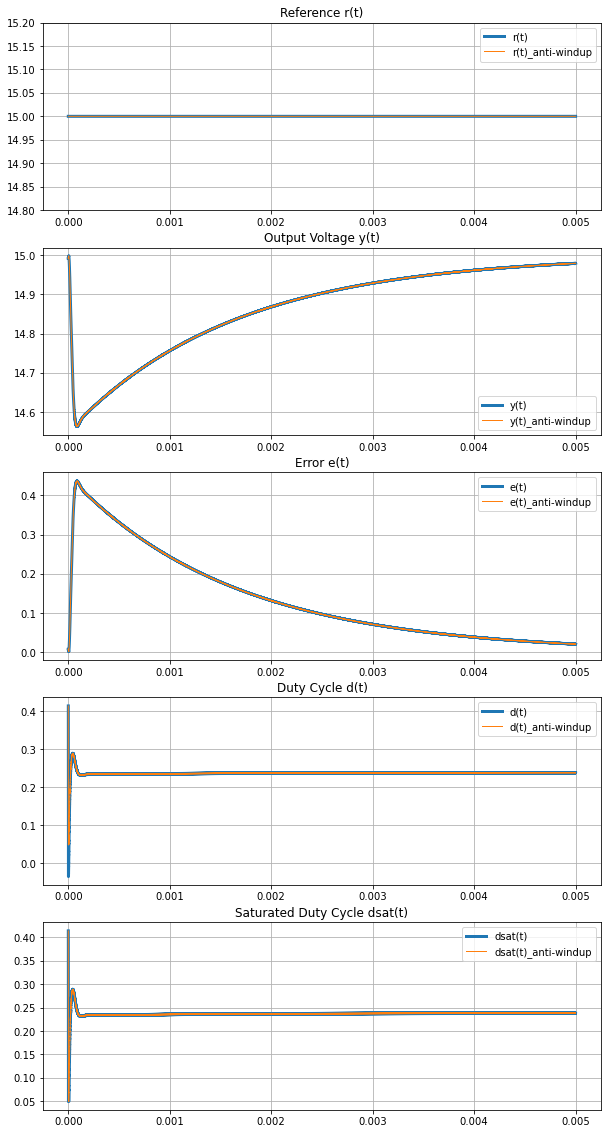 Reference r(t)
15.20
15.15
15.10
15.05
15.00
14.95
14.90
14.85
14.80
r(t)
r(t)_anti-windup
0.000 0.001 0.002 0.003 0.004 0.005
Output Voltage y(t)
15.0
14.9
14.8
14.7
14.6
y(t)
y(t)_anti-windup
0.000 0.001 0.002 0.003 0.004 0.005
Error e(t)
0.4
0.3
0.2
0.1
0.0
e(t)
e(t)_anti-windup
0.000 0.001 0.002 0.003 0.004 0.005
Duty Cycle d(t)
0.4
0.3
0.2
0.1
0.0
d(t)
d(t)_anti-windup
0.000 0.001 0.002 0.003 0.004 0.005
Saturated Duty Cycle dsat(t)
0.40
0.35
0.30
0.25
0.20
0.15
0.10
0.05
dsat(t)
dsat(t)_anti-windup
0.000 0.001 0.002 0.003 0.004 0.005